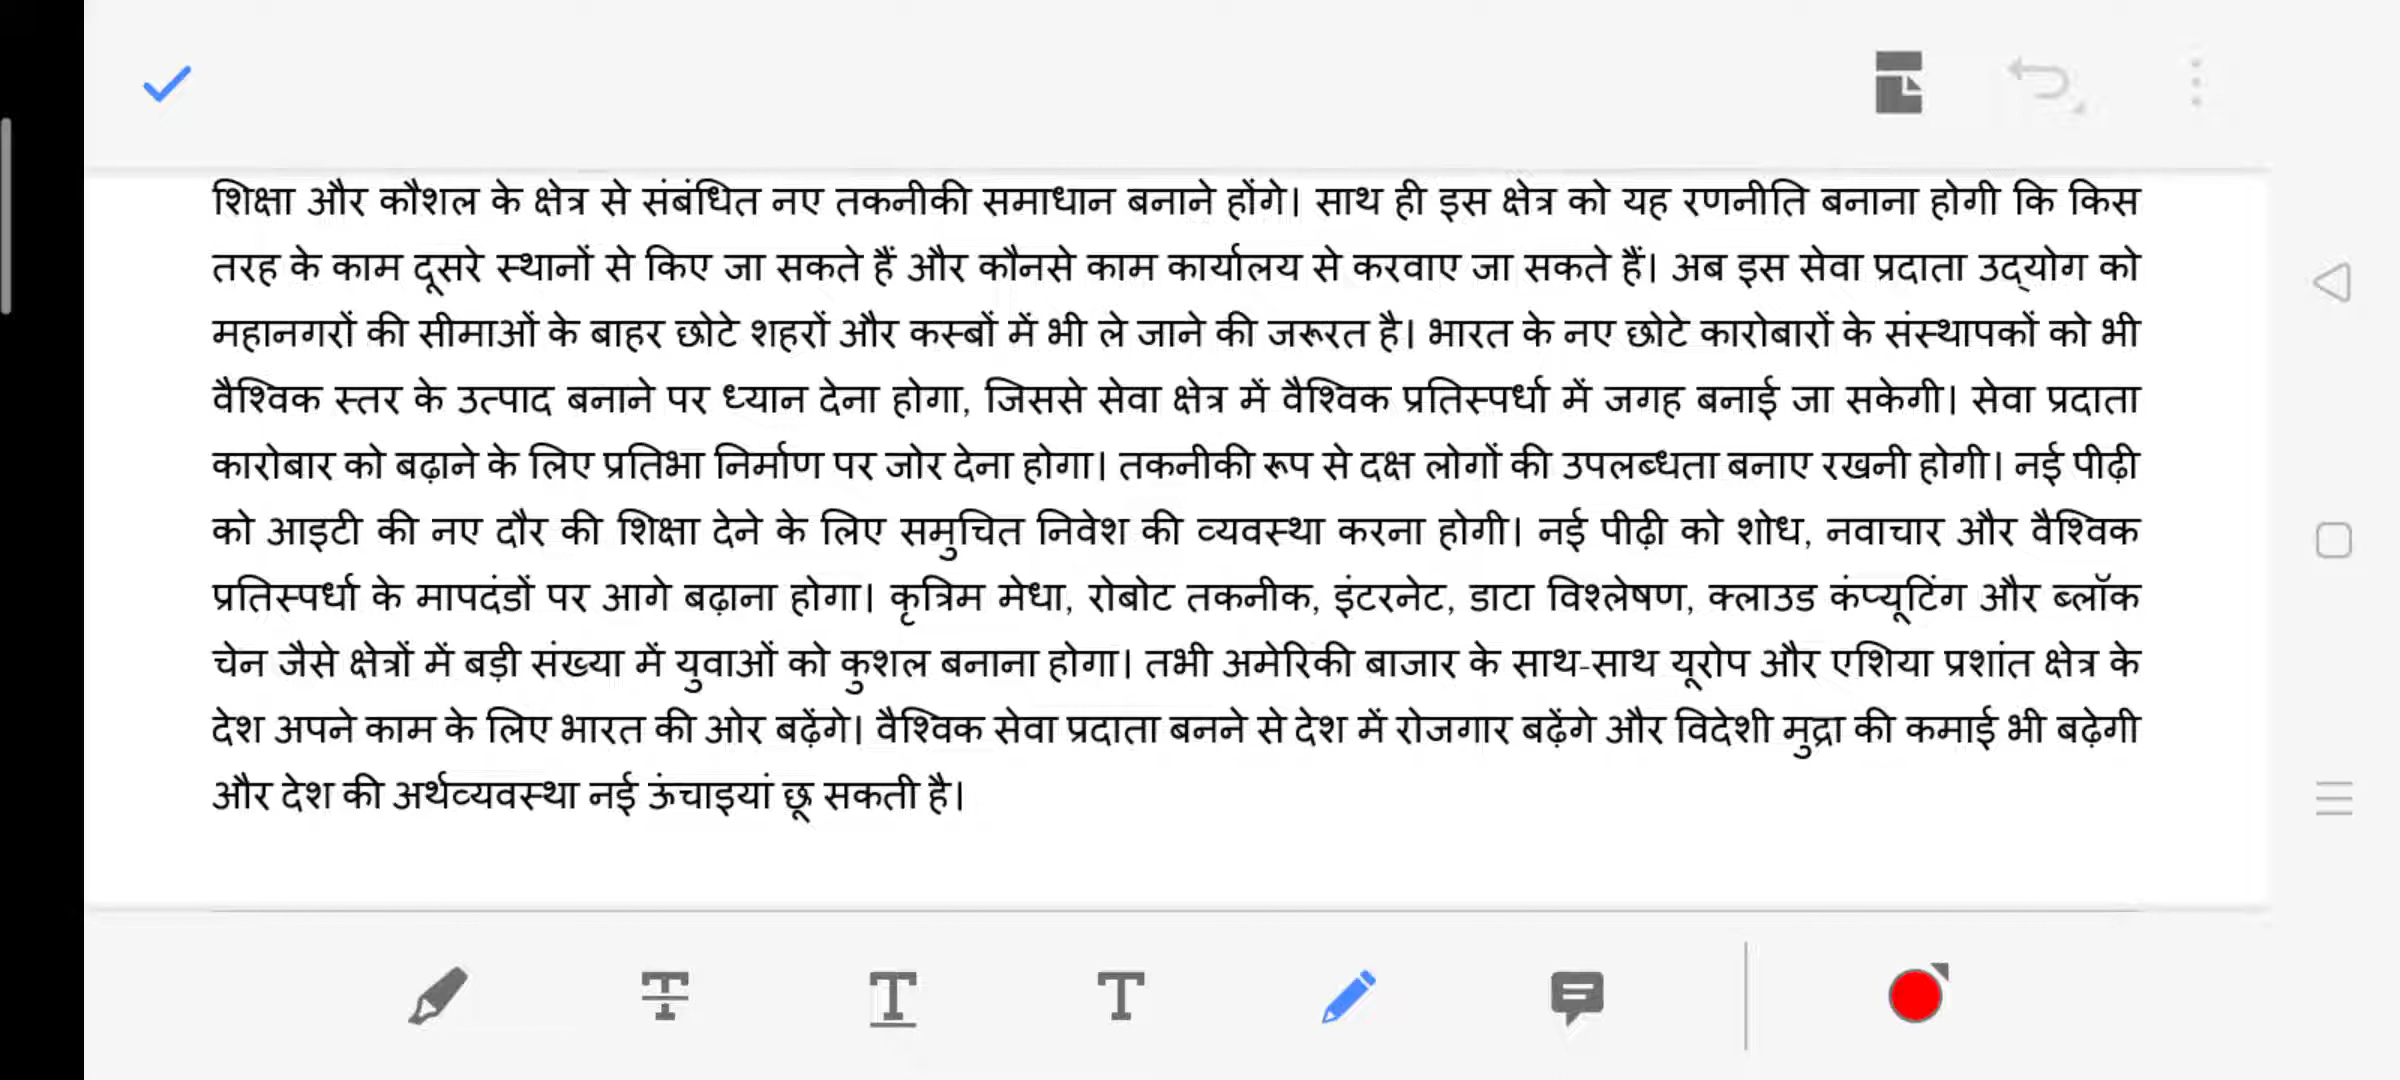 शिक्षा और कौशल के क्षेत्र से संबंधित नए तकनीकी समाधान बनाने होंगे। साथ ही इस क्षेत्र को यह रणनीति बनाना होगी कि किस
तरह के काम दूसरे स्थानों से किए जा सकते हैं और कौनसे काम कार्यालय से करवाए जा सकते हैं। अब इस सेवा प्रदाता उद्योग को
महानगरों की सीमाओं के बाहर छोटे शहरों और कस्बों में भी ले जाने की जरूरत है। भारत के नए छोटे कारोबारों के संस्थापकों को भी
वैश्विक स्तर के उत्पाद बनाने पर ध्यान देना होगा, जिससे सेवा क्षेत्र में वैश्विक प्रतिस्पर्धा में जगह बनाई जा सकेगी। सेवा प्रदाता
कारोबार को बढ़ाने के लिए प्रतिभा निर्माण पर जोर देना होगा। तकनीकी रूप से दक्ष लोगों की उपलब्धता बनाए रखनी होगी। नई पीढ़ी
को आइटी की नए दौर की शिक्षा देने के लिए समुचित निवेश की व्यवस्था करना होगी। नई पीढ़ी को शोध, नवाचार और वैश्विक
प्रतिस्पर्धा के मापदंडों पर आगे बढ़ाना होगा। कृत्रिम मेधा, रोबोट तकनीक, इंटरनेट, डाटा विश्लेषण, क्लाउड कंप्यूटिंग और ब्लॉक
चेन जैसे क्षेत्रों में बड़ी संख्या में युवाओं को कुशल बनाना होगा। तभी अमेरिकी बाजार के साथ-साथ यूरोप और एशिया प्रशांत क्षेत्र के
देश अपने काम के लिए भारत की ओर बढ़ेंगे। वैश्विक सेवा प्रदाता बनने से देश में रोजगार बढ़ेंगे और विदेशी मुद्रा की कमाई भी बढ़ेगी
और देश की अर्थव्यवस्था नई ऊंचाइयां छू सकती है।